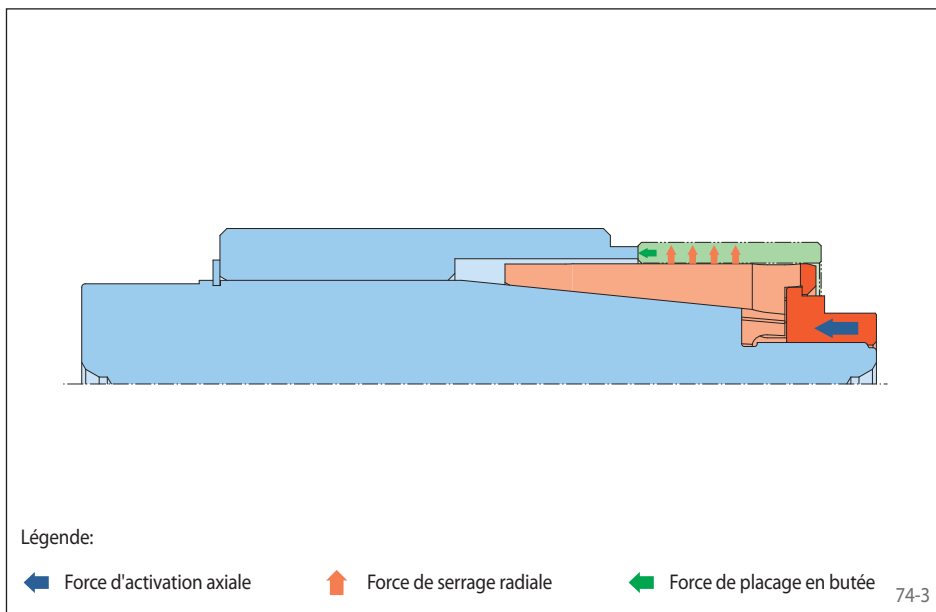 Légende:
Force d'activation axiale
Force de serrage radiale
Force de placage en butée
74-3